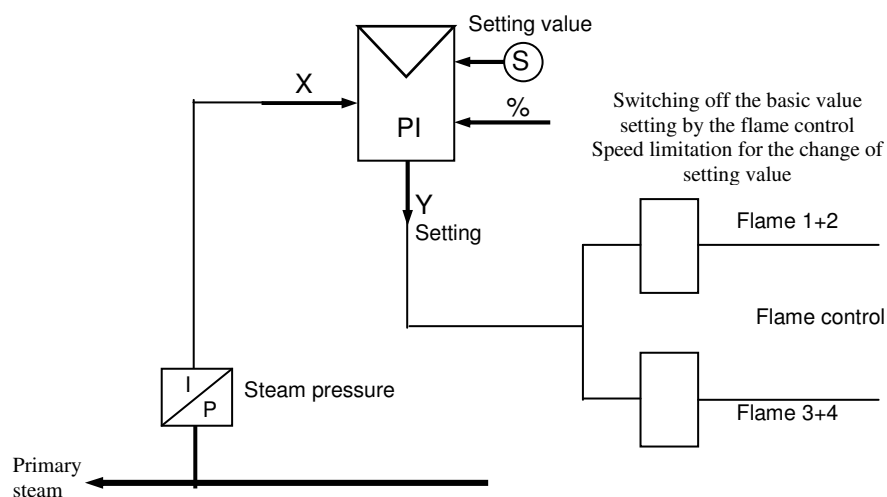 Setting value
S
X
%
PI
Switching off the basic value
setting by the flame control
Speed limitation for the change of
setting value
Y
Setting
Flame 1+2
Flame control
I
P
Steam pressure
Flame 3+4
Primary
steam